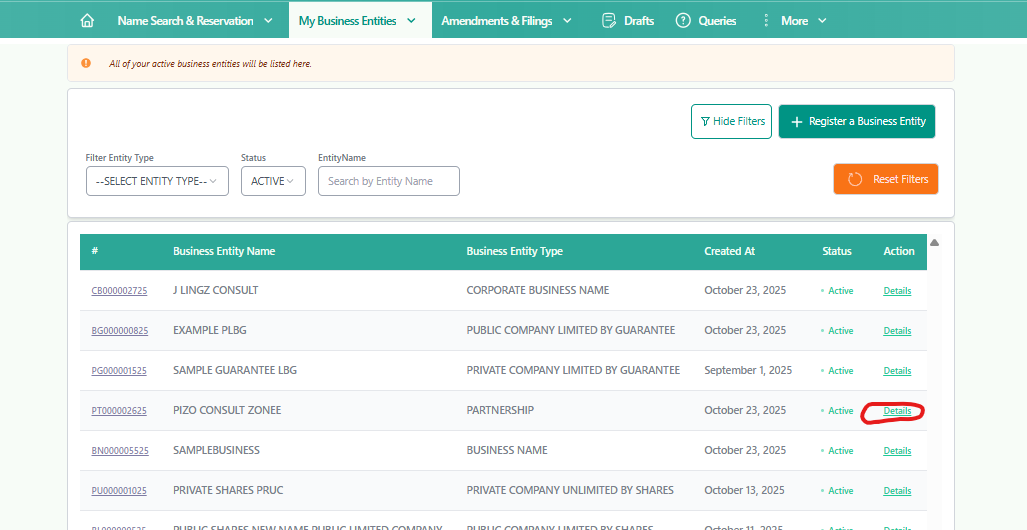 Name Search & Reservation My Business Entities Amendments & Filings Drafts Queries More
All of your active business entities will be listed here.
Hide Filters + Register a Business Entity
Filter Entity Type Status EntityName
--SELECT ENTITY TYPE-- ACTIVE Search by Entity Name Reset Filters
# Business Entity Name Business Entity Type Created At Status Action
CB000002725 J LINGZ CONSULT CORPORATE BUSINESS NAME October 23, 2025 Active Details
BG000000825 EXAMPLE PLBG PUBLIC COMPANY LIMITED BY GUARANTEE October 23, 2025 Active Details
PG000001525 SAMPLE GUARANTEE LBG PRIVATE COMPANY LIMITED BY GUARANTEE September 1, 2025 Active Details
PT000002625 PIZO CONSULT ZONEE PARTNERSHIP October 23, 2025 Active Details
BN000005525 SAMPLEBUSINESS BUSINESS NAME October 23, 2025 Active Details
PU000001025 PRIVATE SHARES PRUC PRIVATE COMPANY UNLIMITED BY SHARES October 13, 2025 Active Details
PUBLIC SHARES NEW NAME PUBLIC LIMITED COMPANY PUBLIC COMPANY LIMITED BY SHARES October 11, 2025 Active Details